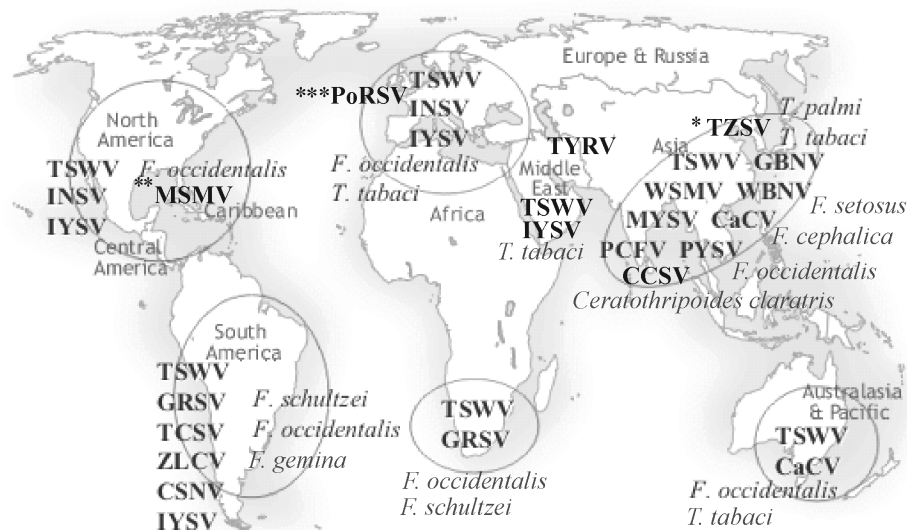 Europe & Russia
***PoRSV
TSWV
INSV
IYSV
F. occidentalis
T. tabaci
North
America
TSWV
INSV
IYSV
F. occidentalis
**MSMV
Caribbean
Central
America
TYRV
Middle
East
TSWV
IYSV
T. tabaci
Africa
* TZSV
T. palmi
T. tabaci
Asia
TSWV GBNV
WSMV WBNV
MYSV CaCV
PCFV PYSV
CCSV
F. setosus
F. cephalica
F. occidentalis
Ceratothripoides claratris
South
America
TSWV
GRSV F. schultzei
TCSV F. occidentalis
ZLCV F. gemina
CSNV
IYSV
TSWV
GRSV
F. occidentalis
F. schultzei
Australasia
& Pacific
TSWV
CaCV
F. occidentalis
T. tabaci